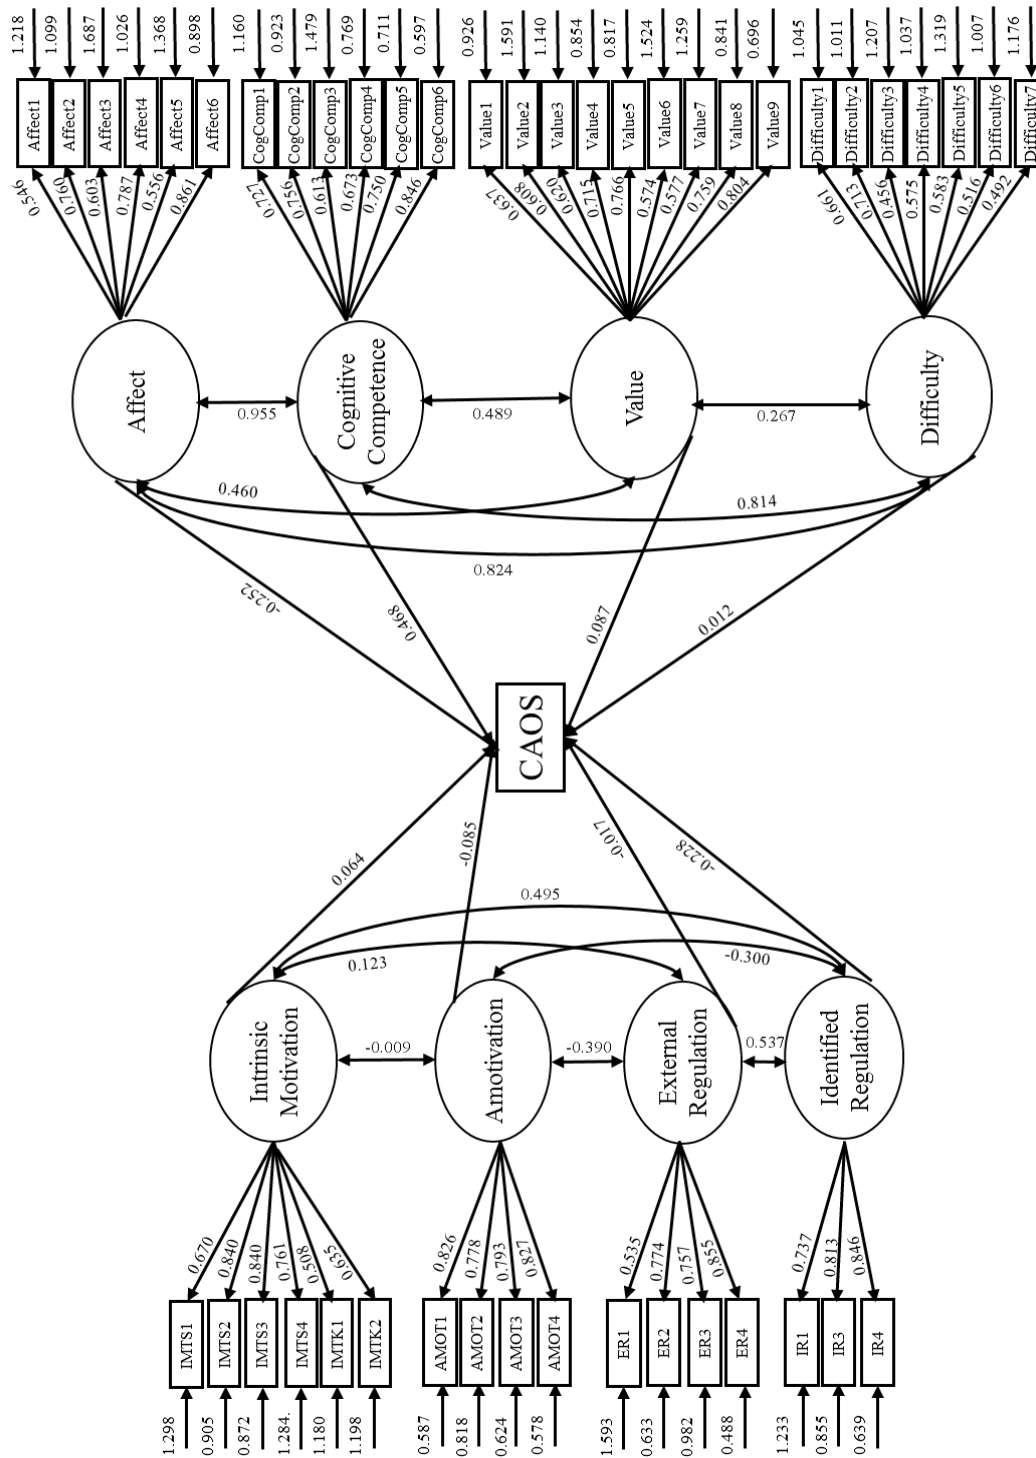 1.218
1.099
1.687
1.026
1.368
0.898
1.160
0.923
1.479
0.769
0.711
0.597
0.926
1.591
1.140
0.854
0.817
1.524
1.259
0.841
0.696
1.045
1.011
1.207
1.037
1.319
1.007
1.176
Affect1
Affect2
Affect3
Affect4
Affect5
Affect6
CogComp1
CogComp2
CogComp3
CogComp4
CogComp5
CogComp6
Value1
Value2
Value3
Value4
Value5
Value6
Value7
Value8
Value9
Difficulty1
Difficulty2
Difficulty3
Difficulty4
Difficulty5
Difficulty6
Difficulty7
0.546
0.760
0.603
0.787
0.556
0.861
0.727
0.756
0.613
0.673
0.750
0.846
0.637
0.608
0.620
0.715
0.766
0.574
0.577
0.759
0.804
0.661
0.713
0.456
0.575
0.583
0.516
0.492
Affect
Cognitive
Competence
Value
Difficulty
0.955
0.489
0.267
0.460
0.814
0.824
-0.252
0.468
0.087
0.012
CAOS
0.064
-0.085
-0.017
-0.228
0.495
0.123
-0.300
Intrinsic
Motivation
Amotivation
External
Regulation
Identified
Regulation
-0.009
-0.390
0.537
0.670
0.840
0.840
0.761
0.508
0.635
0.826
0.778
0.793
0.827
0.535
0.774
0.757
0.855
0.737
0.813
0.846
IMTS1
IMTS2
IMTS3
IMTS4
IMTK1
IMTK2
AMOT1
AMOT2
AMOT3
AMOT4
ER1
ER2
ER3
ER4
IR1
IR3
IR4
1.298
0.905
0.872
1.284.
1.180
1.198
0.587
0.818
0.624
0.578
1.593
0.633
0.982
0.488
1.233
0.855
0.639